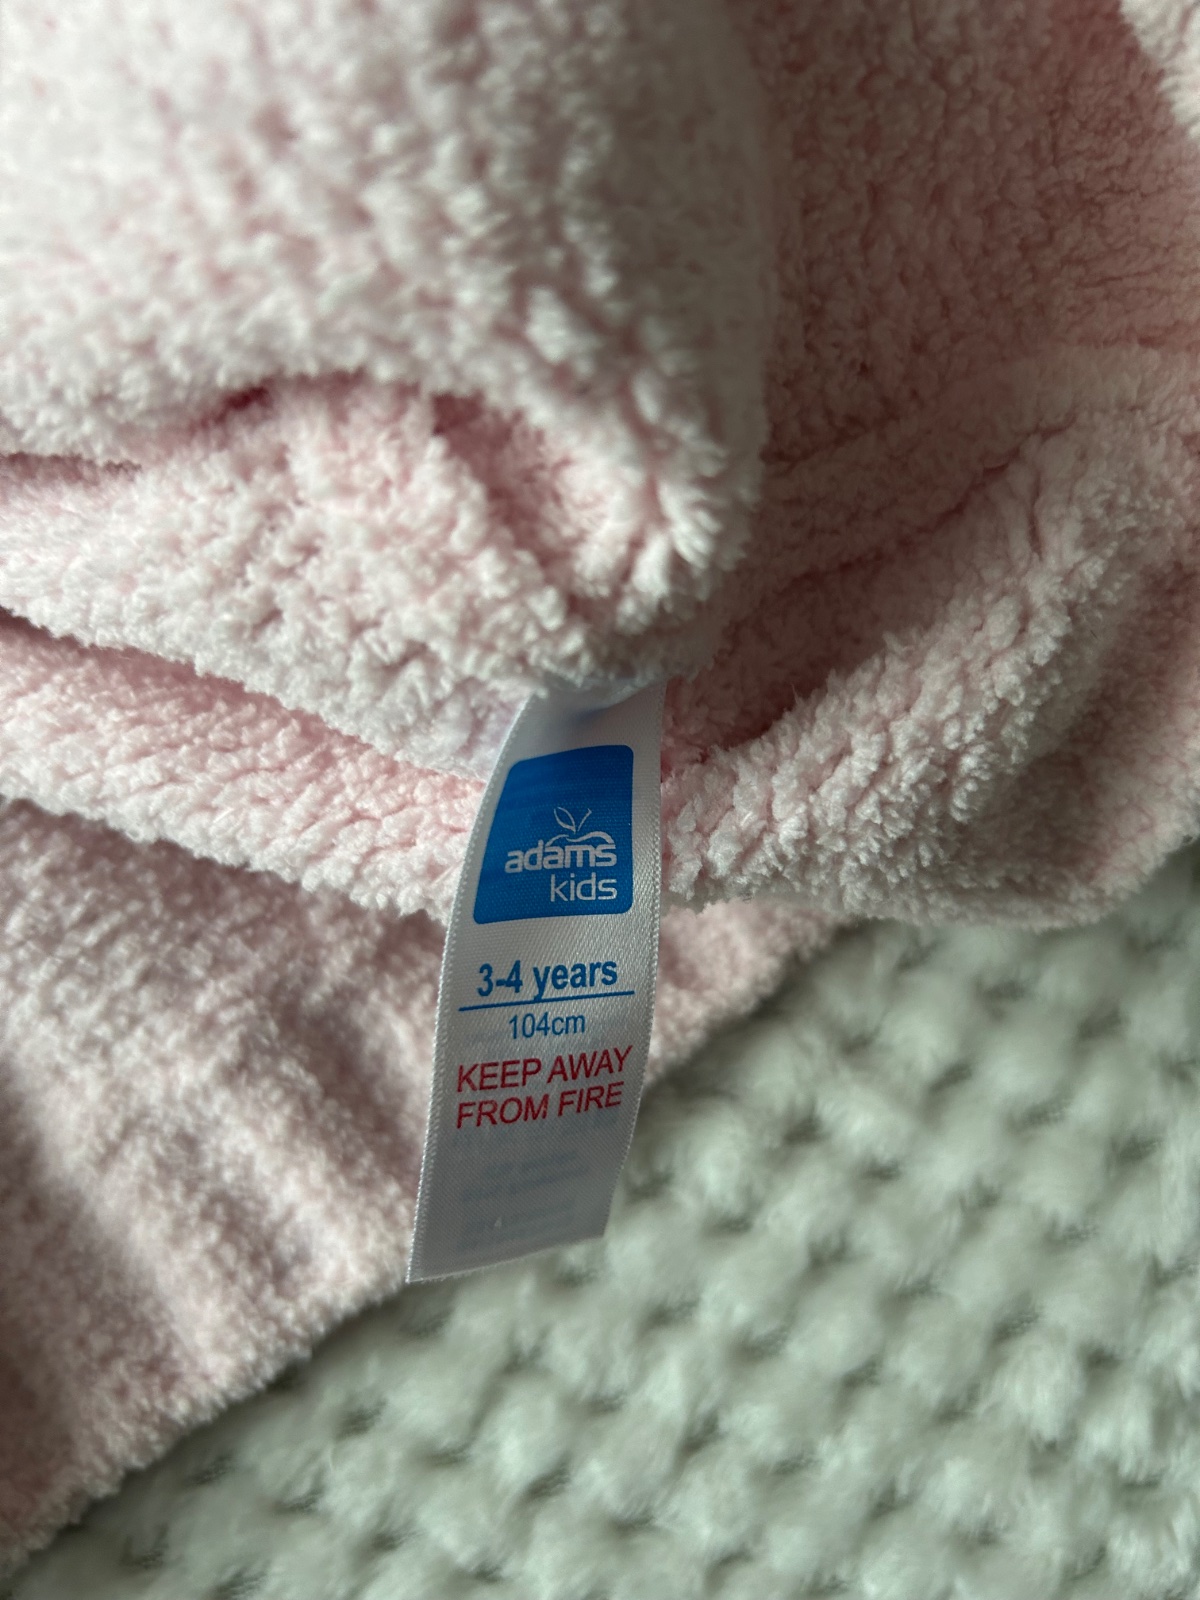 adams
kids
3-4 years
104cm
KEEP AWAY
FROM FIRE